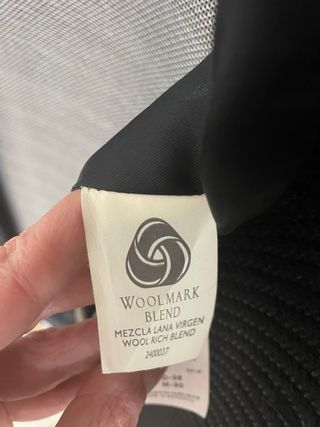 WOOLMARK
BLEND
MEZCLA LANA VIRGEN
WOOL RICH BLEND
2400037